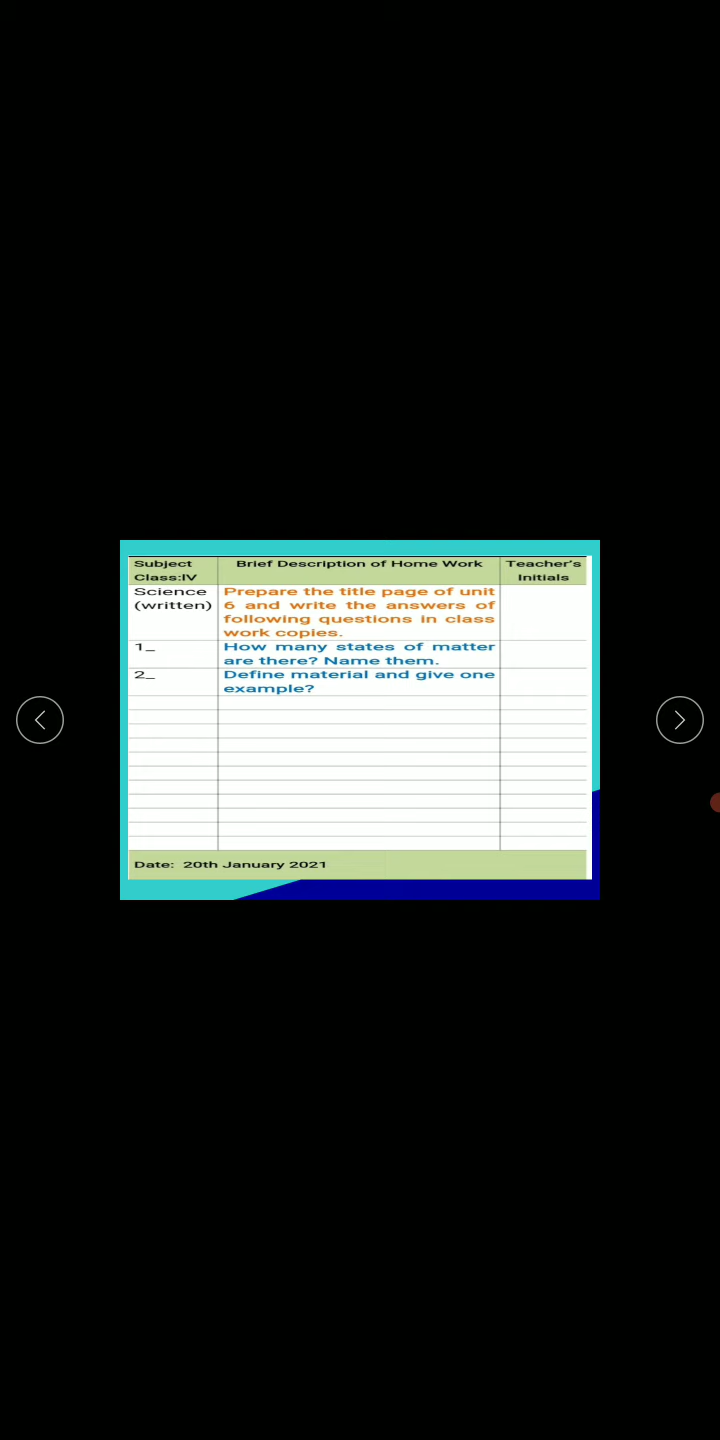 Subject Brief Description of Home Work Teacher's
Class:IV Initials
Science Prepare the title page of unit
(written) 6 and write the answers of
following questions in class
work copies.
1_ How many states of matter
are there? Name them.
2_ Define material and give one
example?
Date: 20th January 2021